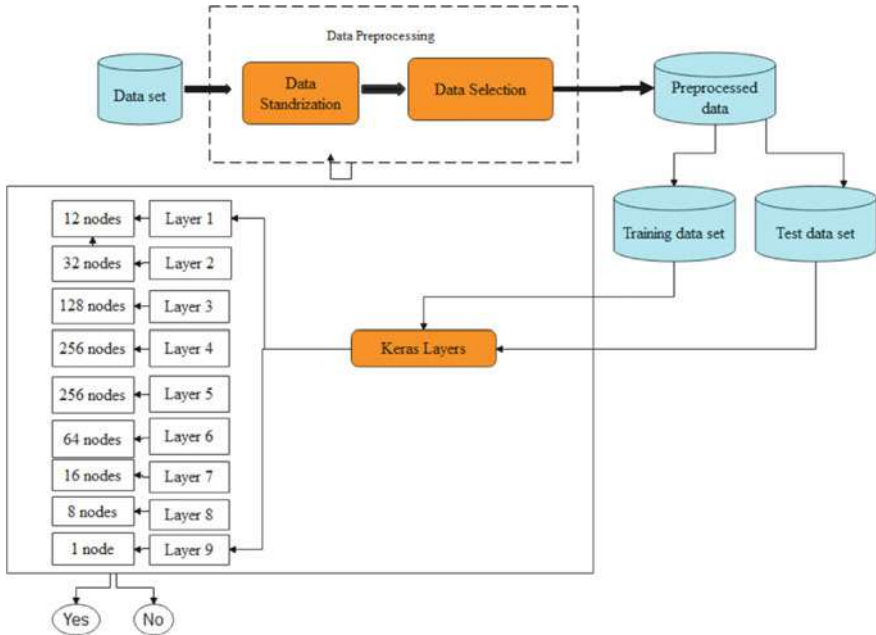 Data Preprocessing
Data set
Data
Standrization
Data Selection
Preprocessed
data
Training data set
Test data set
12 nodes
Layer 1
32 nodes
Layer 2
128 nodes
Layer 3
256 nodes
Layer 4
Keras Layers
256 nodes
Layer 5
64 nodes
Layer 6
16 nodes
Layer 7
8 nodes
Layer 8
1 node
Layer 9
Yes
No